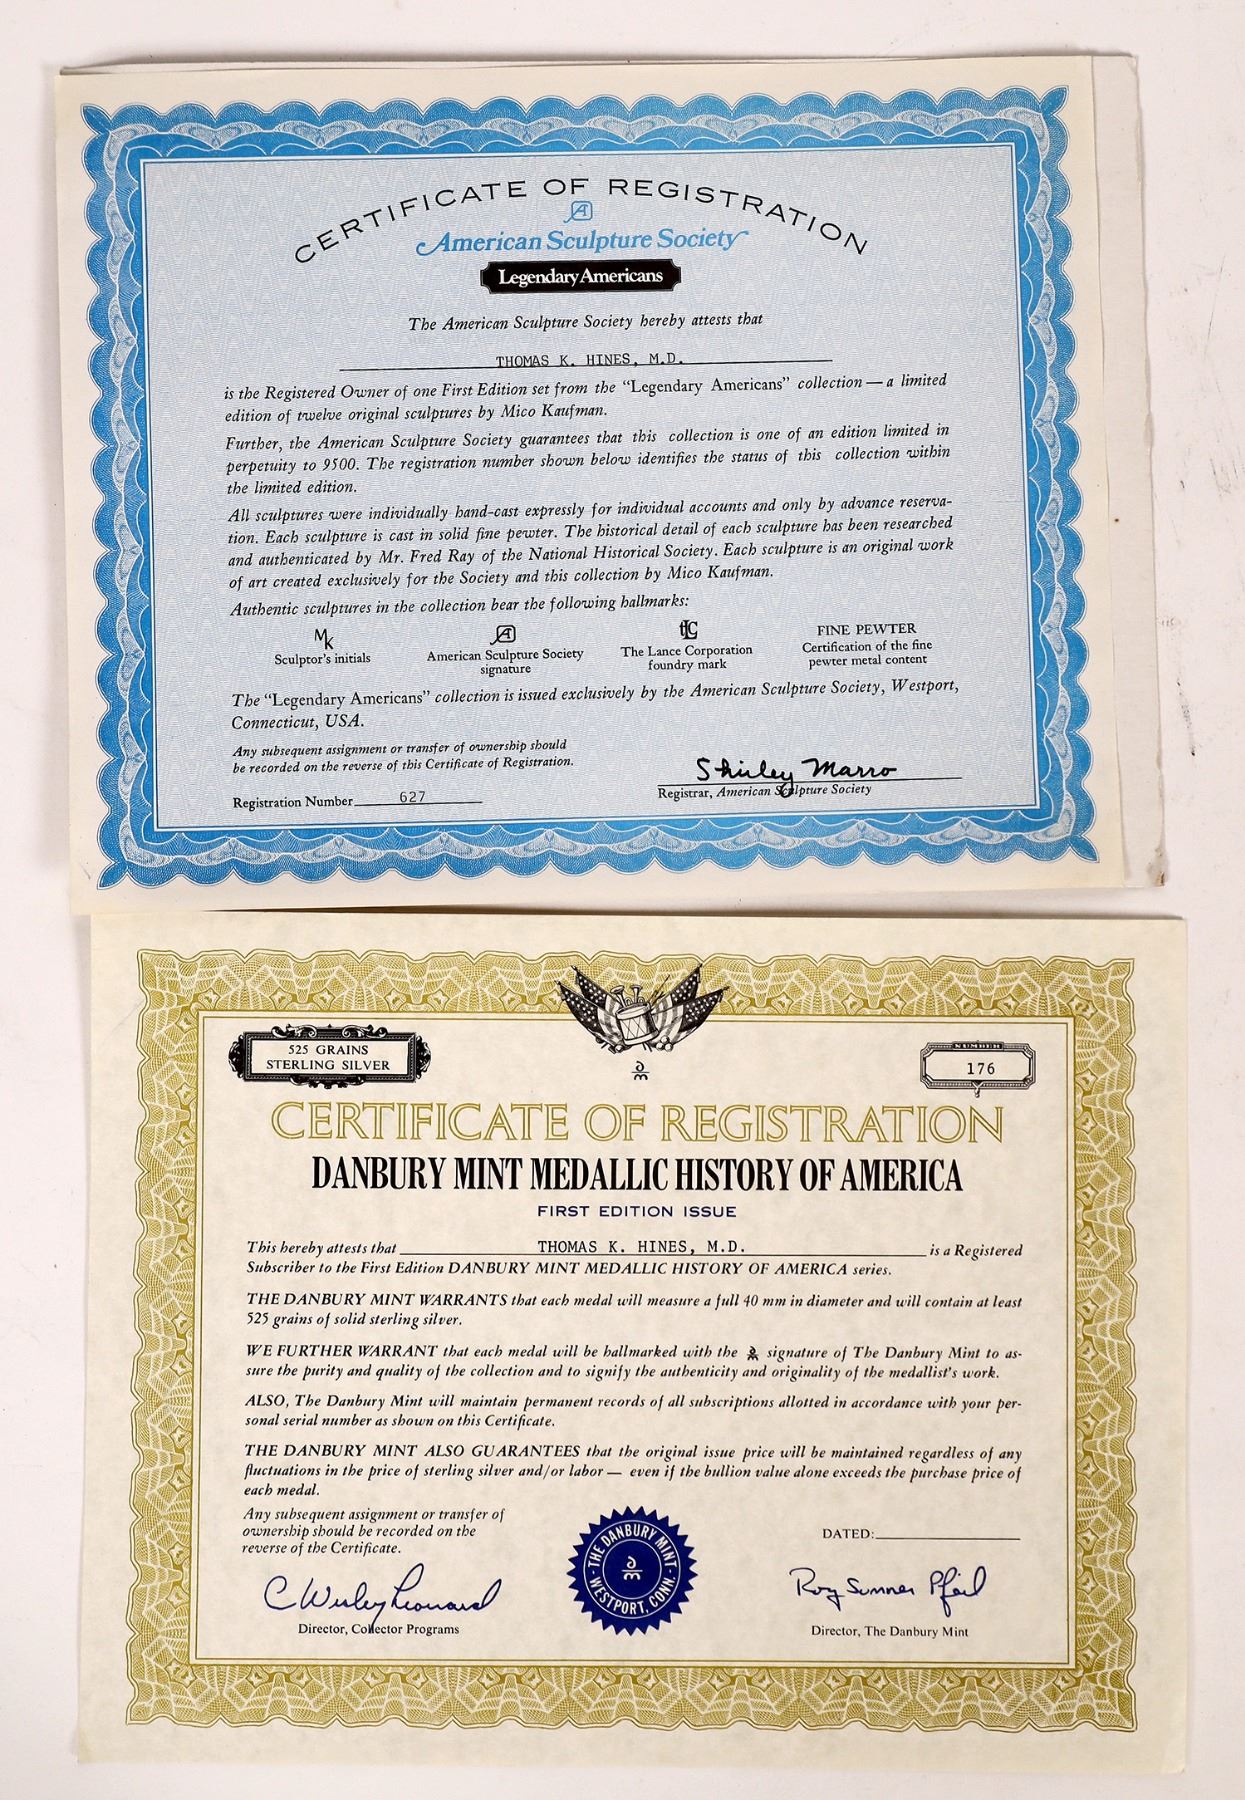 CERTIFICATE OF REGISTRATION
A
American Sculpture Society
Legendary Americans
The American Sculpture Society hereby attests that
THOMAS K. HINES, M.D.
is the Registered Owner of one First Edition set from the “Legendary Americans” collection — a limited
edition of twelve original sculptures by Mico Kaufman.
Further, the American Sculpture Society guarantees that this collection is one of an edition limited in
perpetuity to 9500. The registration number shown below identifies the status of this collection within
the limited edition.
All sculptures were individually hand-cast expressly for individual accounts and only by advance reserva-
tion. Each sculpture is cast in solid fine pewter. The historical detail of each sculpture has been researched
and authenticated by Mr. Fred Ray of the National Historical Society. Each sculpture is an original work
of art created exclusively for the Society and this collection by Mico Kaufman.
Authentic sculptures in the collection bear the following hallmarks:
MK
Sculptor's initials
A
American Sculpture Society
signature
tLC
The Lance Corporation
foundry mark
FINE PEWTER
Certification of the fine
pewter metal content
The “Legendary Americans” collection is issued exclusively by the American Sculpture Society, Westport,
Connecticut, USA.
Any subsequent assignment or transfer of ownership should
be recorded on the reverse of this Certificate of Registration.
Registration Number 627
Shirley Marro
Registrar, American Sculpture Society
525 GRAINS
STERLING SILVER
NUMBER
176
CERTIFICATE OF REGISTRATION
DANBURY MINT MEDALLIC HISTORY OF AMERICA
FIRST EDITION ISSUE
This hereby attests that THOMAS K. HINES, M.D. is a Registered
Subscriber to the First Edition DANBURY MINT MEDALLIC HISTORY OF AMERICA series.
THE DANBURY MINT WARRANTS that each medal will measure a full 40 mm in diameter and will contain at least
525 grains of solid sterling silver.
WE FURTHER WARRANT that each medal will be hallmarked with the signature of The Danbury Mint to as-
sure the purity and quality of the collection and to signify the authenticity and originality of the medallist's work.
ALSO, The Danbury Mint will maintain permanent records of all subscriptions allotted in accordance with your per-
sonal serial number as shown on this Certificate.
THE DANBURY MINT ALSO GUARANTEES that the original issue price will be maintained regardless of any
fluctuations in the price of sterling silver and/or labor — even if the bullion value alone exceeds the purchase price of
each medal.
Any subsequent assignment or transfer of
ownership should be recorded on the
reverse of the Certificate.
C Wesley Leonard
Director, Collector Programs
THE DANBURY MINT
WESTPORT, CONN.
DATED:
Roy Sumner Pfeil
Director, The Danbury Mint